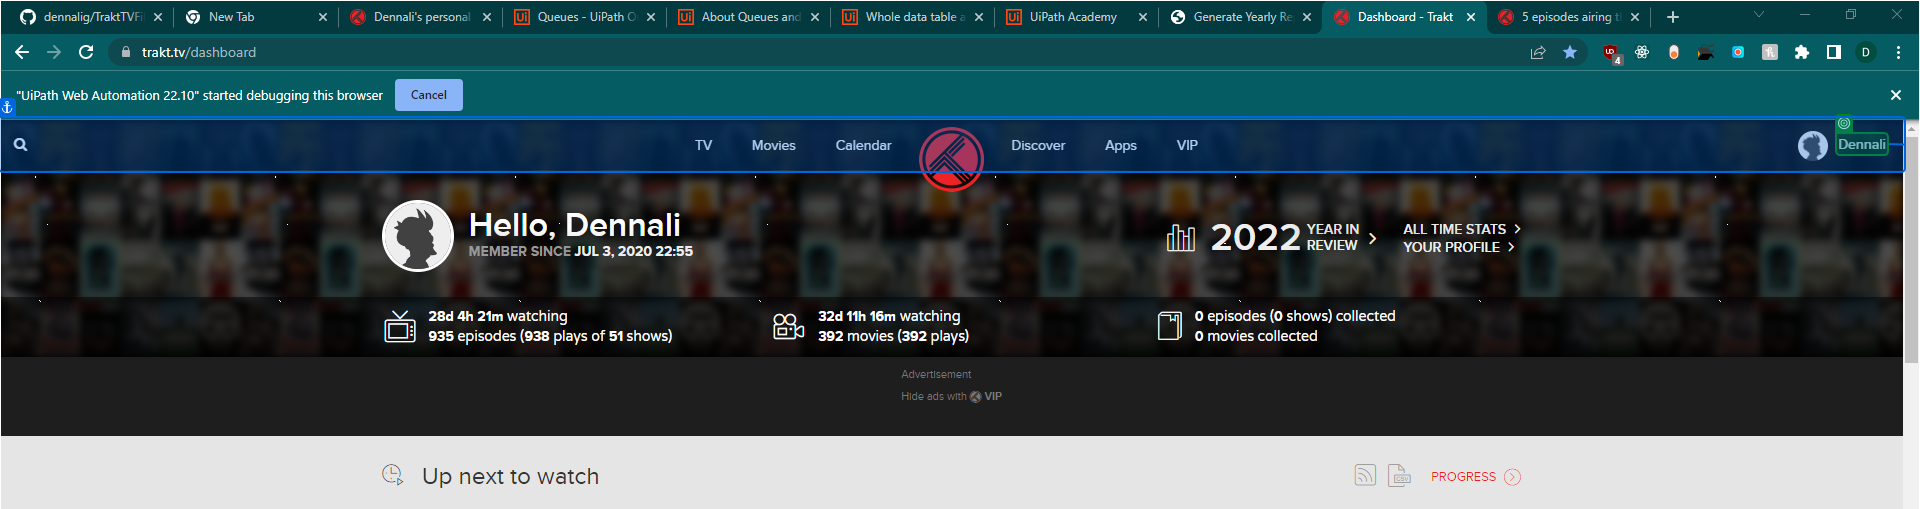 dennalig/TraktTVFi
New Tab
Dennali's personal
Queues - UiPath O
About Queues and
Whole data table a
UiPath Academy
Generate Yearly Re
Dashboard - Trakt
5 episodes airing t
trakt.tv/dashboard
4
D
"UiPath Web Automation 22.10" started debugging this browser
Cancel
TV
Movies
Calendar
Discover
Apps
VIP
Dennali
Hello, Dennali
MEMBER SINCE JUL 3, 2020 22:55
2022 YEAR IN
REVIEW
ALL TIME STATS
YOUR PROFILE
28d 4h 21m watching
935 episodes (938 plays of 51 shows)
32d 11h 16m watching
392 movies (392 plays)
0 episodes (0 shows) collected
0 movies collected
Advertisement
Hide ads with VIP
Up next to watch
CSV
PROGRESS